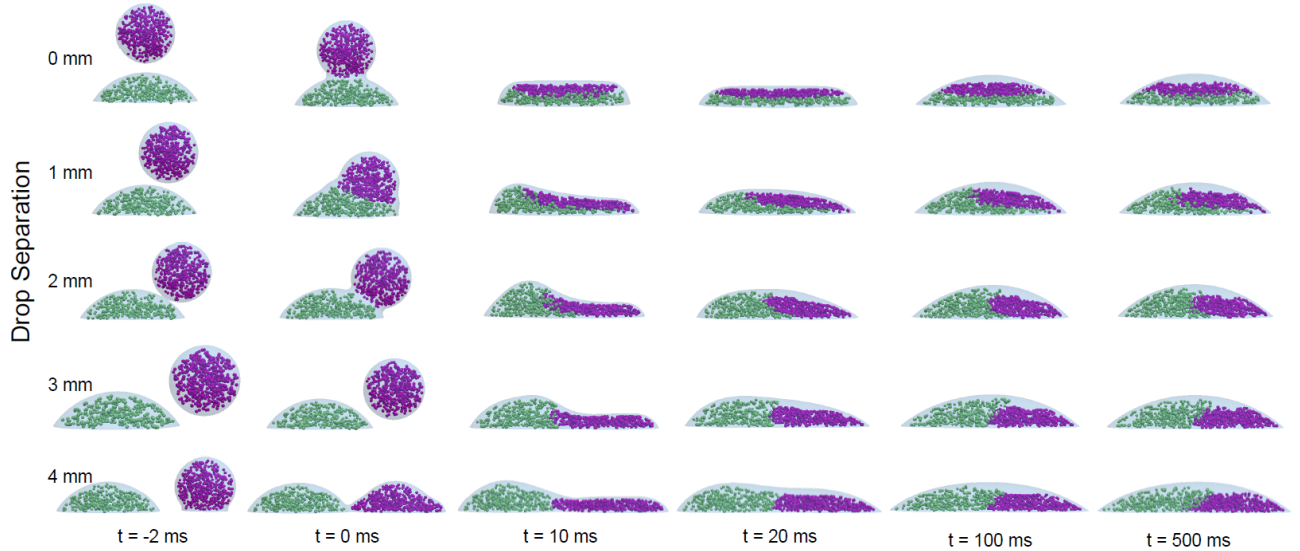 Drop Separation
0 mm
1 mm
2 mm
3 mm
4 mm
t = -2 ms
t = 0 ms
t = 10 ms
t = 20 ms
t = 100 ms
t = 500 ms